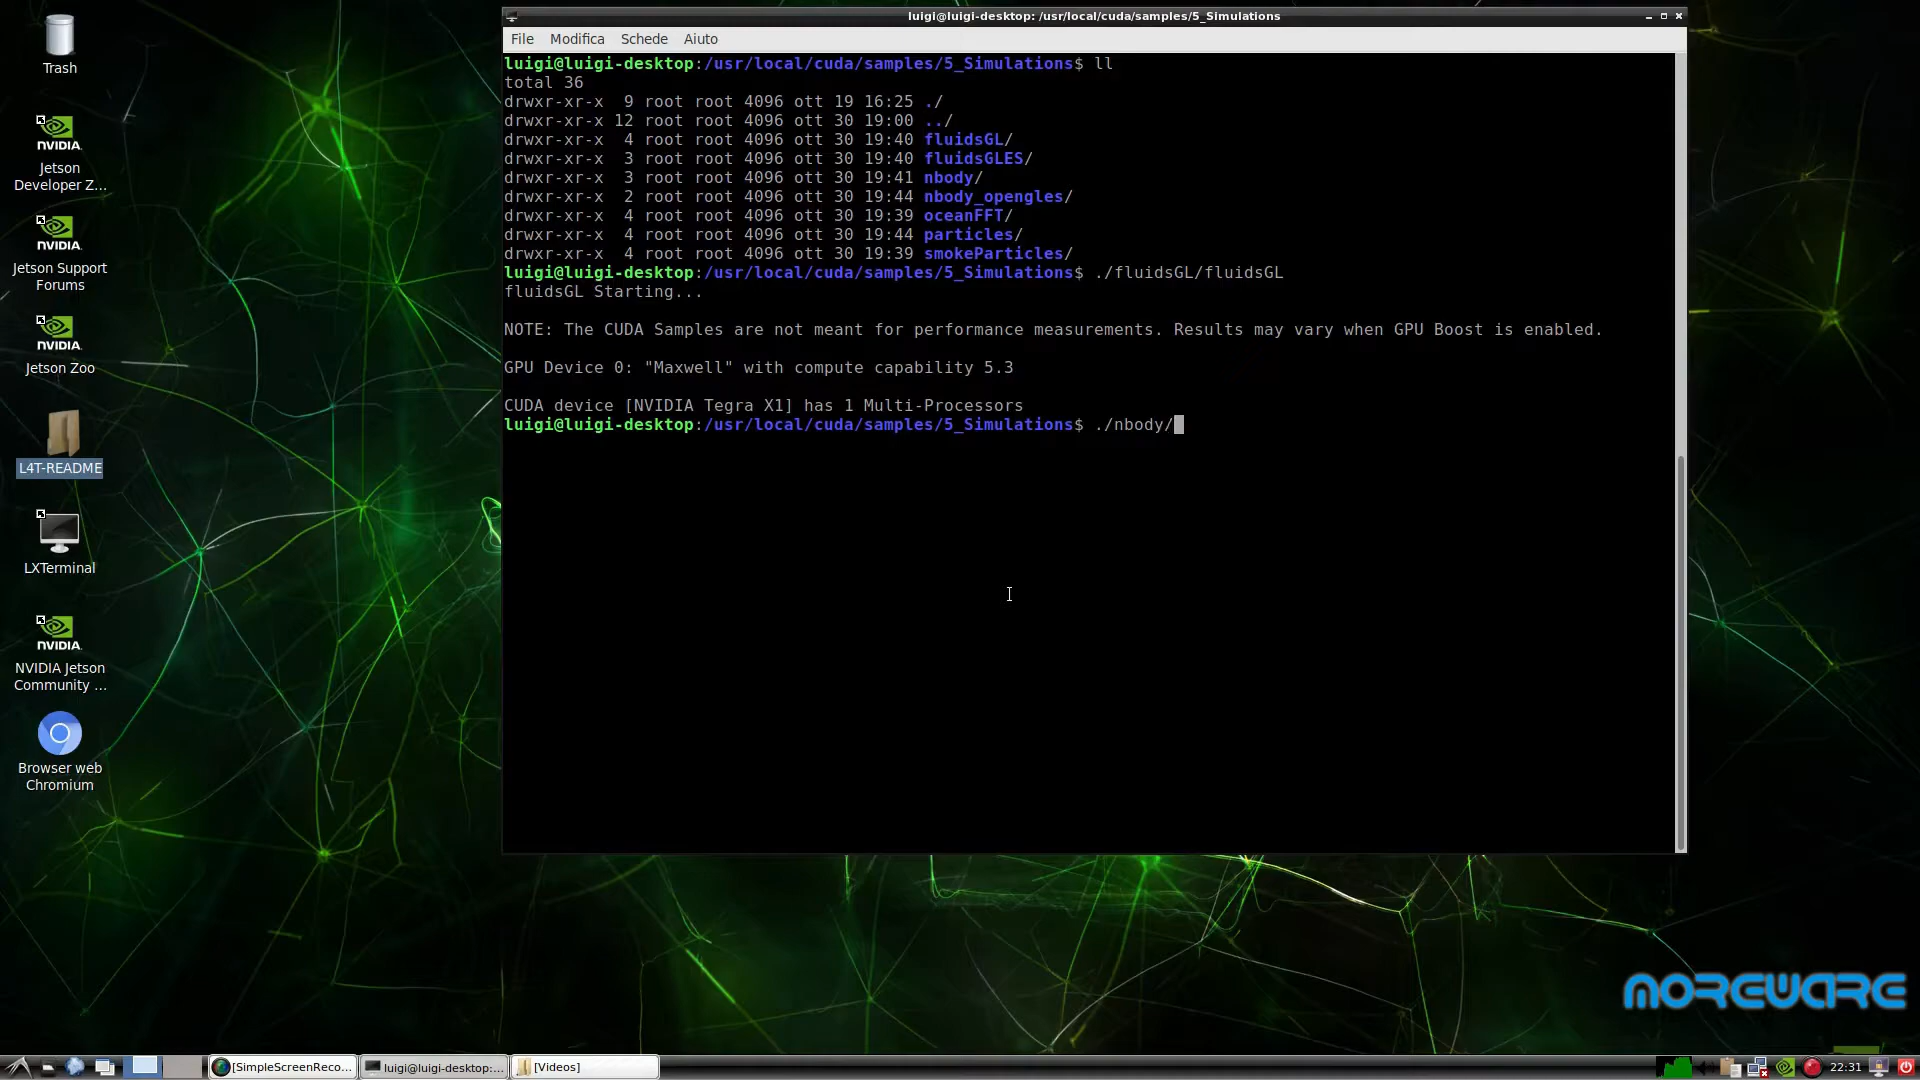 Trash
NVIDIA.
Jetson
Developer Z...
NVIDIA.
Jetson Support
Forums
NVIDIA.
Jetson Zoo
L4T-README
LXTerminal
NVIDIA.
NVIDIA Jetson
Community ...
Browser web
Chromium
luigi@luigi-desktop: /usr/local/cuda/samples/5_Simulations
File Modifica Schede Aiuto
luigi@luigi-desktop:/usr/local/cuda/samples/5_Simulations$ ll
total 36
drwxr-xr-x  9 root root 4096 ott 19 16:25 ./
drwxr-xr-x 12 root root 4096 ott 30 19:00 ../
drwxr-xr-x  4 root root 4096 ott 30 19:40 fluidsGL/
drwxr-xr-x  3 root root 4096 ott 30 19:40 fluidsGLES/
drwxr-xr-x  3 root root 4096 ott 30 19:41 nbody/
drwxr-xr-x  2 root root 4096 ott 30 19:44 nbody_opengles/
drwxr-xr-x  4 root root 4096 ott 30 19:39 oceanFFT/
drwxr-xr-x  4 root root 4096 ott 30 19:44 particles/
drwxr-xr-x  4 root root 4096 ott 30 19:39 smokeParticles/
luigi@luigi-desktop:/usr/local/cuda/samples/5_Simulations$ ./fluidsGL/fluidsGL
fluidsGL Starting...
NOTE: The CUDA Samples are not meant for performance measurements. Results may vary when GPU Boost is enabled.
GPU Device 0: "Maxwell" with compute capability 5.3
CUDA device [NVIDIA Tegra X1] has 1 Multi-Processors
luigi@luigi-desktop:/usr/local/cuda/samples/5_Simulations$ ./nbody/
MOREWARE
[SimpleScreenReco... luigi@luigi-desktop:... [Videos] 22:31